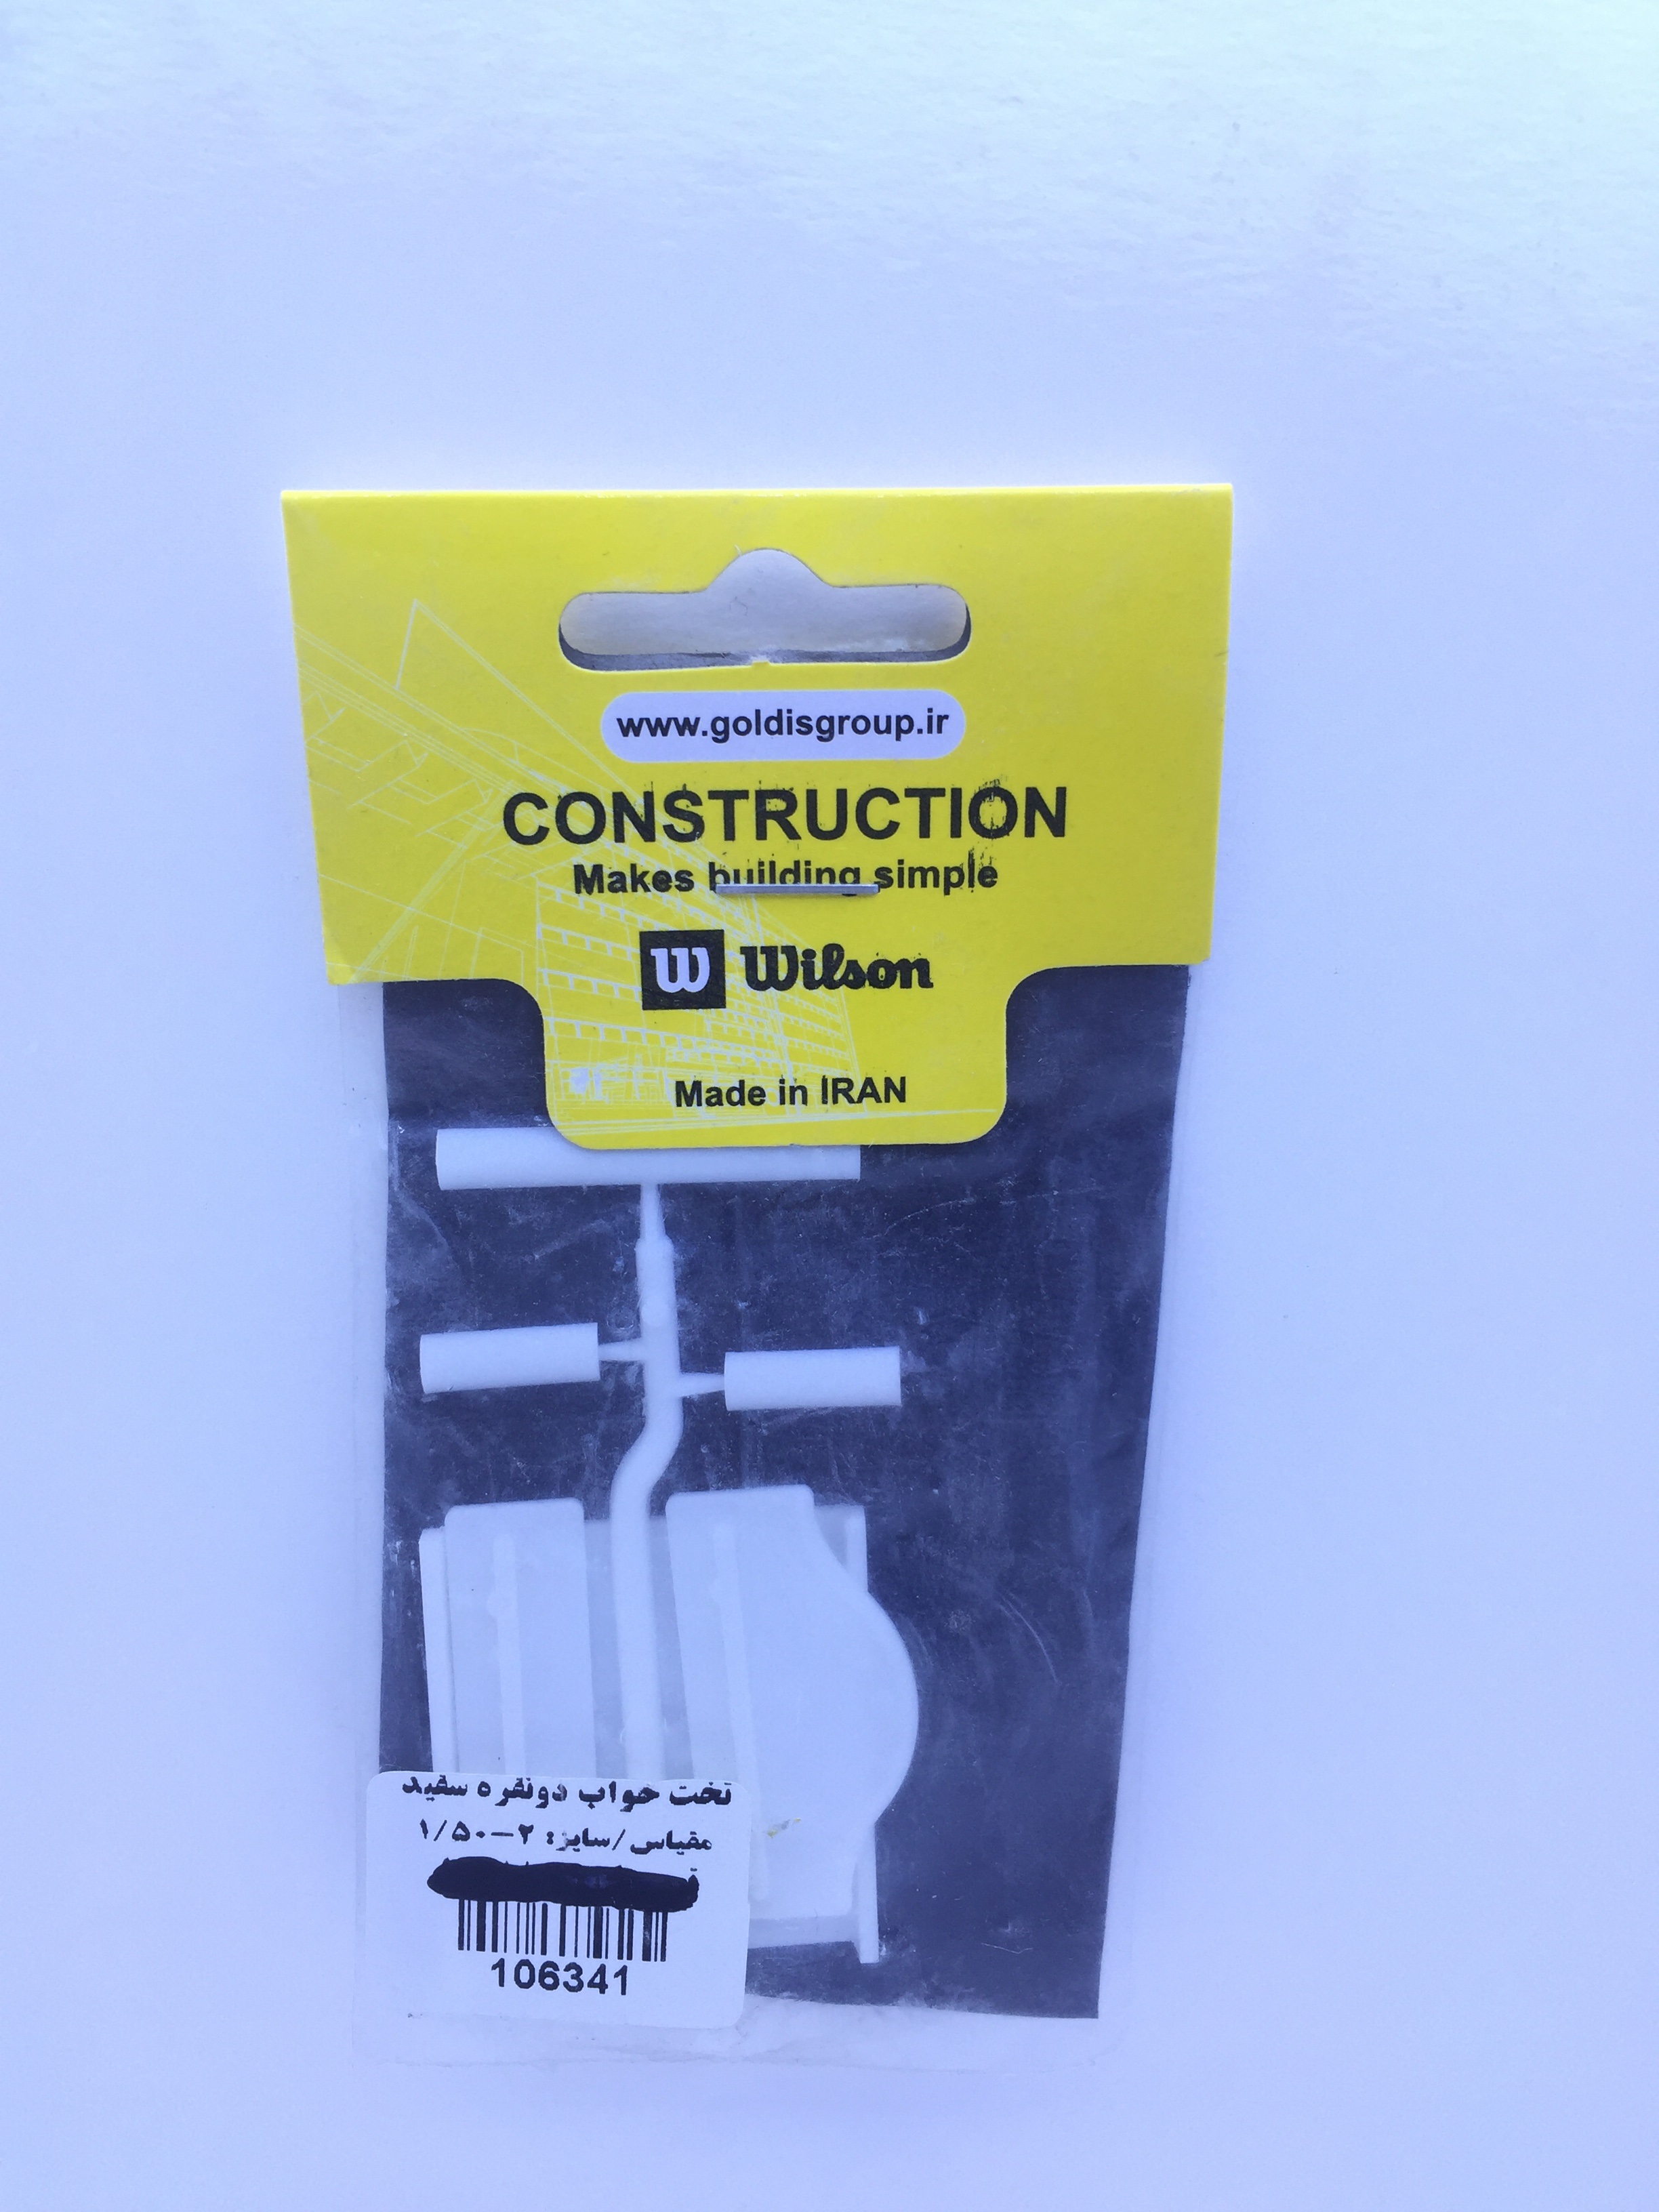 www.goldisgroup.ir
CONSTRUCTION
Makes building simple
W Wilson
Made in IRAN
تخت خواب دونفره سفید
مقیاس/سایز: ۲-۱/۵۰
106341